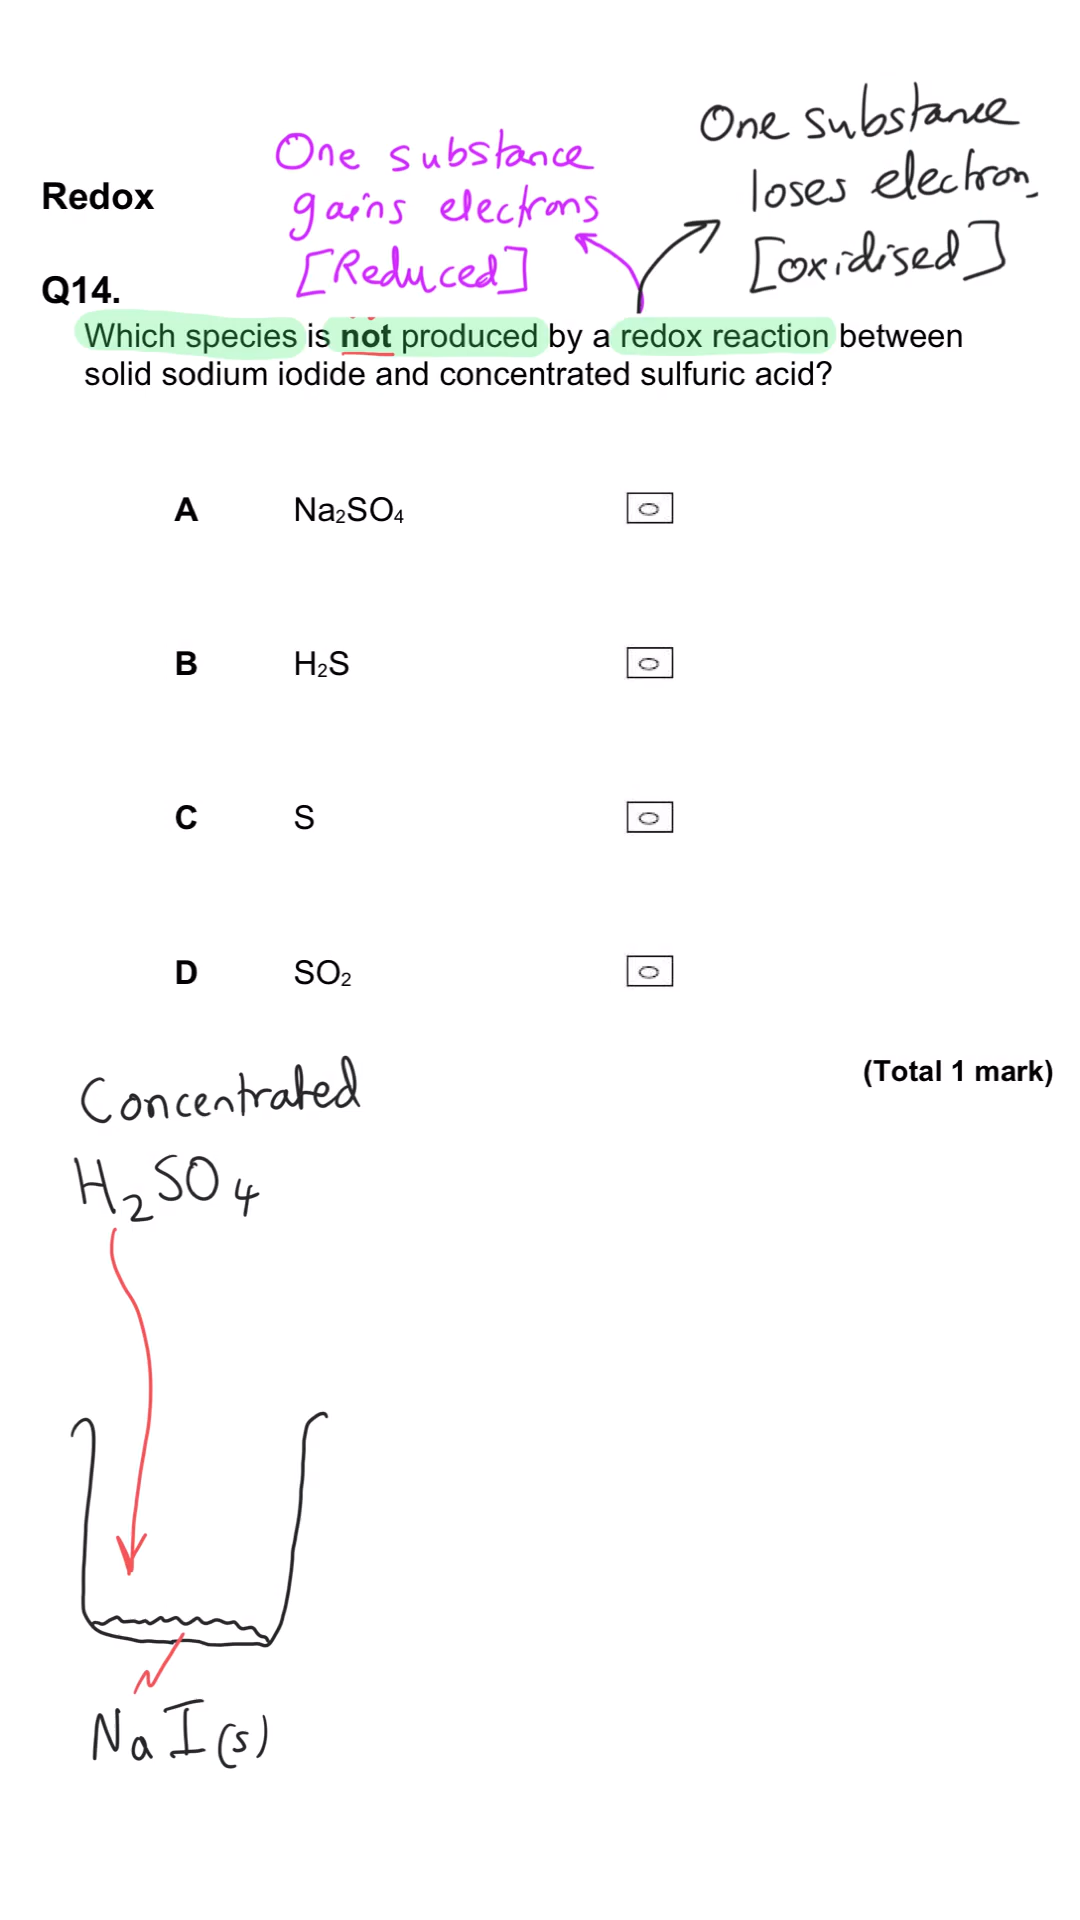 One substance
gains electrons
[Reduced]
One substance
loses electron
[oxidised]
Redox
Q14.
Which species is not produced by a redox reaction between
solid sodium iodide and concentrated sulfuric acid?
A Na₂SO₄
B H₂S
C S
D SO₂
(Total 1 mark)
Concentrated
H₂SO₄
NaI(s)